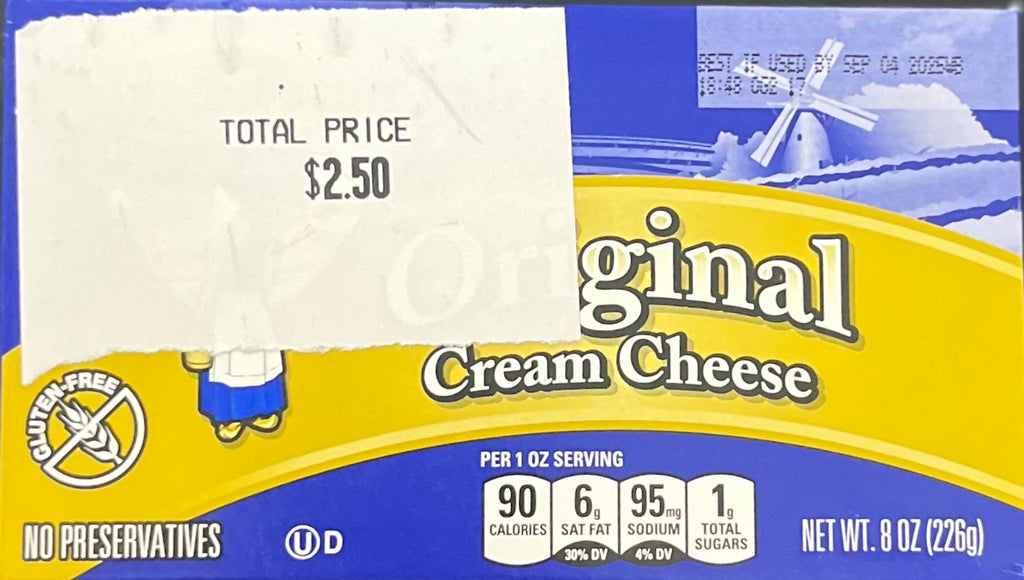 TOTAL PRICE
$2.50
BEST IF USED BY SEP 04
18:48
Original
Cream Cheese
GLUTEN-FREE
PER 1 OZ SERVING
90 CALORIES
6g SAT FAT 30% DV
95mg SODIUM 4% DV
1g TOTAL SUGARS
NO PRESERVATIVES
U D
NET WT. 8 OZ (226g)